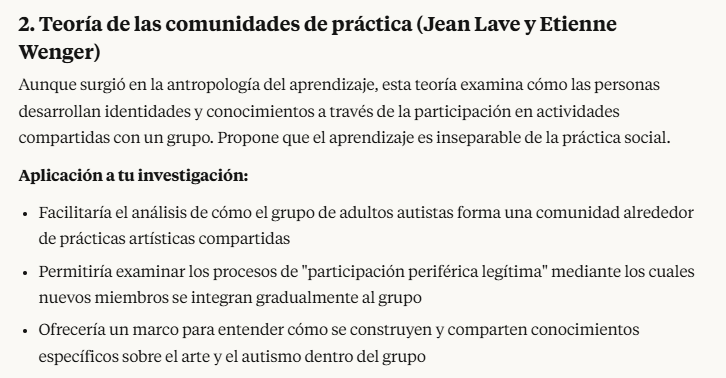 2. Teoría de las comunidades de práctica (Jean Lave y Etienne
Wenger)
Aunque surgió en la antropología del aprendizaje, esta teoría examina cómo las personas
desarrollan identidades y conocimientos a través de la participación en actividades
compartidas con un grupo. Propone que el aprendizaje es inseparable de la práctica social.
Aplicación a tu investigación:
• Facilitaría el análisis de cómo el grupo de adultos autistas forma una comunidad alrededor
de prácticas artísticas compartidas
• Permitiría examinar los procesos de "participación periférica legítima" mediante los cuales
nuevos miembros se integran gradualmente al grupo
• Ofrecería un marco para entender cómo se construyen y comparten conocimientos
específicos sobre el arte y el autismo dentro del grupo